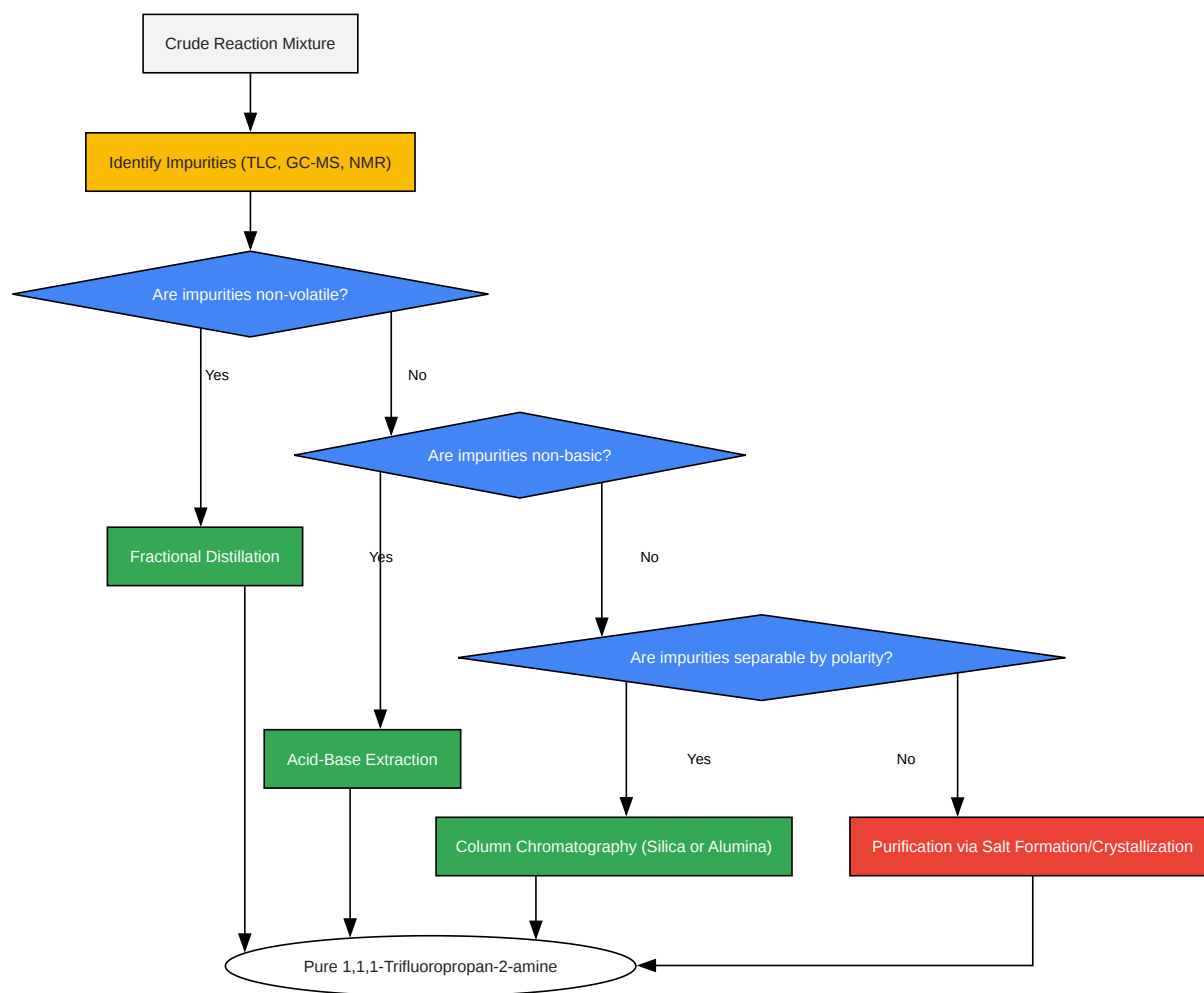 Crude Reaction Mixture
Identify Impurities (TLC, GC-MS, NMR)
Are impurities non-volatile?
Yes
No
Are impurities non-basic?
Fractional Distillation
Yes
No
Are impurities separable by polarity?
Acid-Base Extraction
Yes
No
Column Chromatography (Silica or Alumina)
Purification via Salt Formation/Crystallization
Pure 1,1,1-Trifluoropropan-2-amine